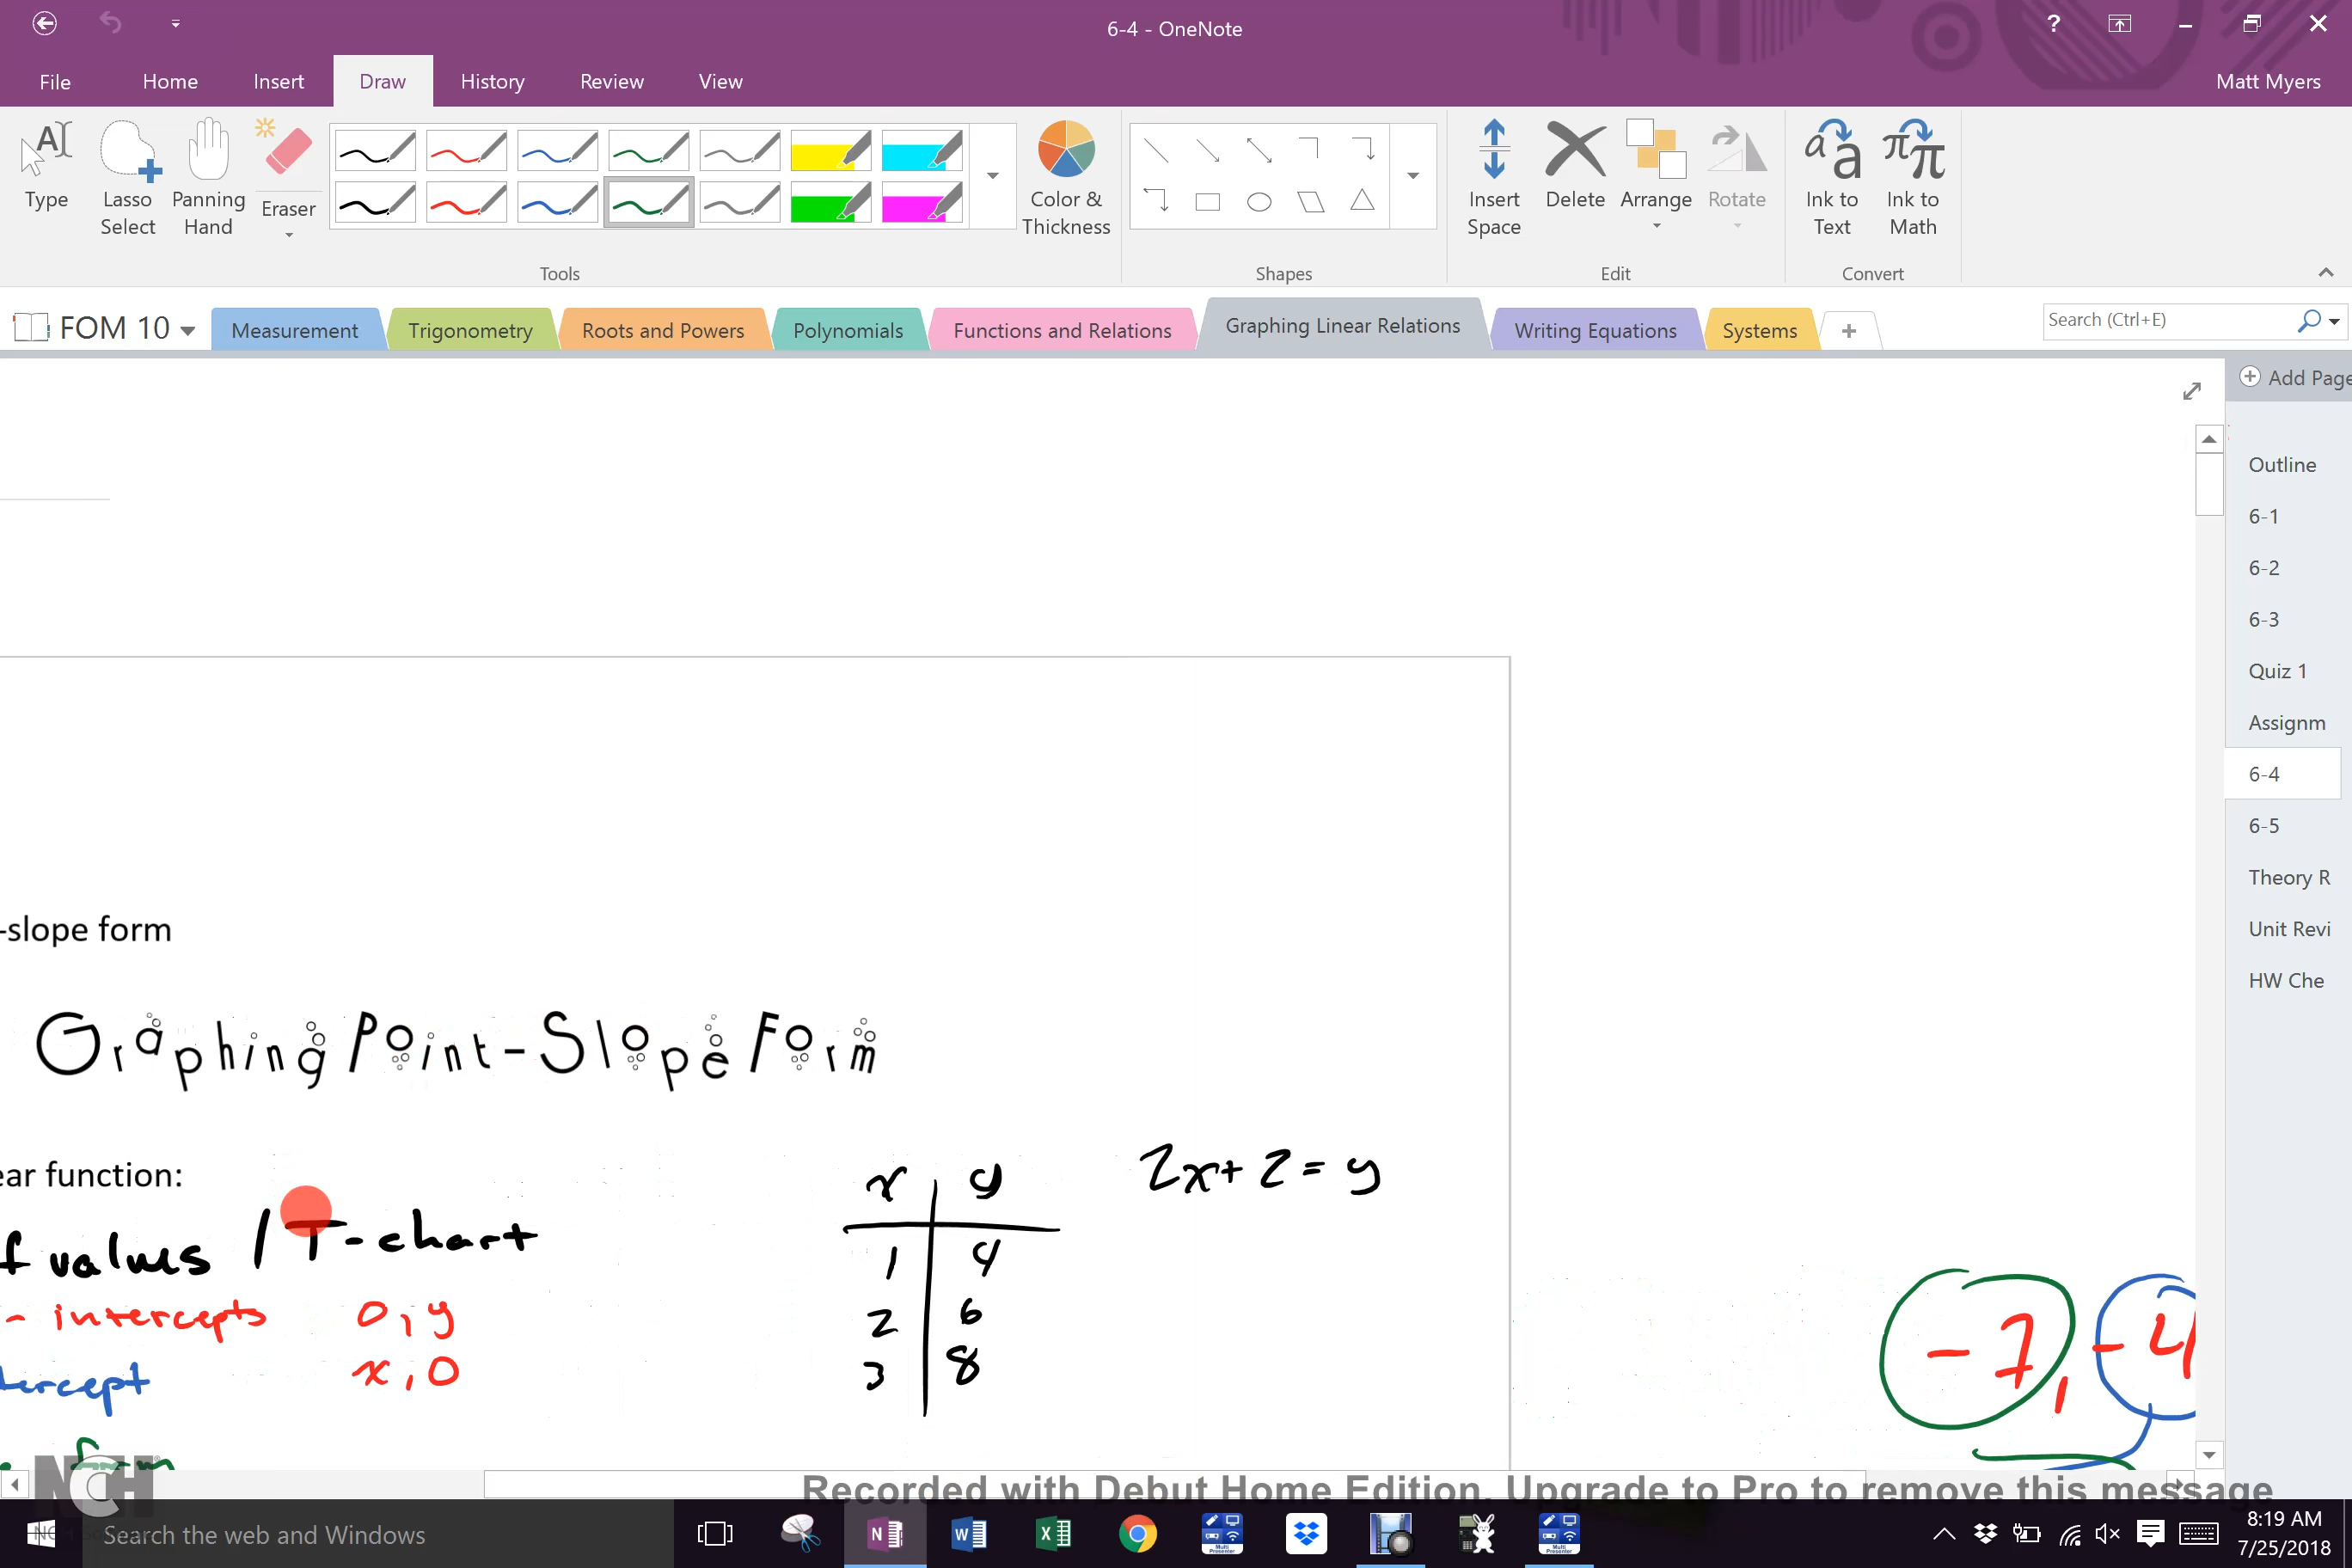 6-4 - OneNote
?
File Home Insert Draw History Review View
Matt Myers
Type
Lasso Select
Panning Hand
Eraser
Color & Thickness
Insert Space
Delete
Arrange
Rotate
Ink to Text
Ink to Math
Tools
Shapes
Edit
Convert
FOM 10
Measurement
Trigonometry
Roots and Powers
Polynomials
Functions and Relations
Graphing Linear Relations
Writing Equations
Systems
+
Search (Ctrl+E)
Add Page
Outline
6-1
6-2
6-3
Quiz 1
Assignm
6-4
6-5
Theory R
Unit Revi
HW Che
-slope form
Graphing Point-Slope Form
ear function:
f values / T-chart
- intercepts 0, y
x, 0
tercept
form
x y
1 4
2 6
3 8
2x + 2 = y
-7, -4
NCH
Recorded with Debut Home Edition. Upgrade to Pro to remove this message
Search the web and Windows
8:19 AM
7/25/2018